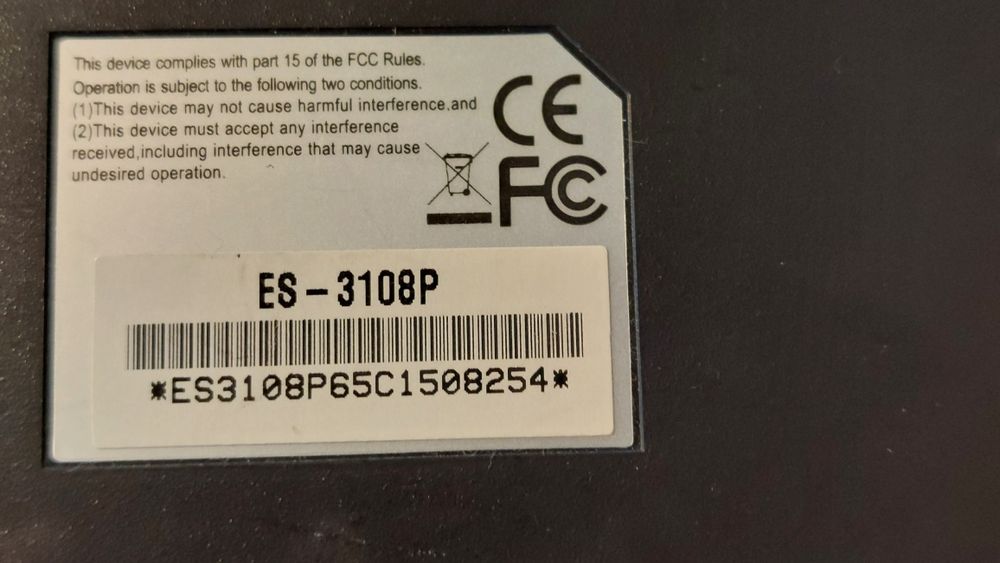 This device complies with part 15 of the FCC Rules.
Operation is subject to the following two conditions.
(1)This device may not cause harmful interference,and
(2)This device must accept any interference
received,including interference that may cause
undesired operation.
CE
FC
ES-3108P
*ES3108P65C1508254*